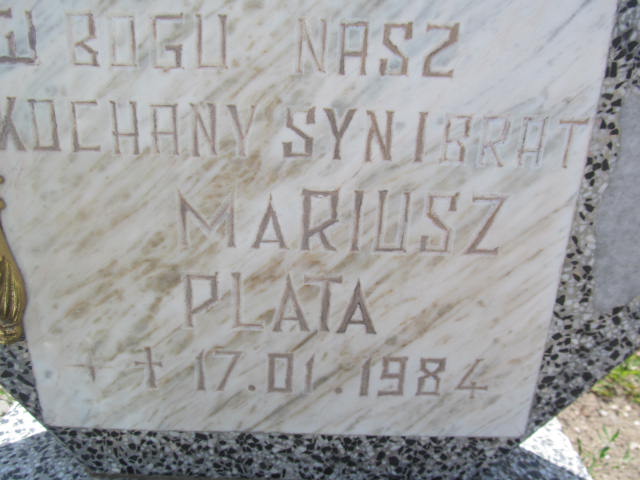 W BOGU NASZ
KOCHANY SYN I BRAT
MARIUSZ
PLATA
+ 17.01.1984